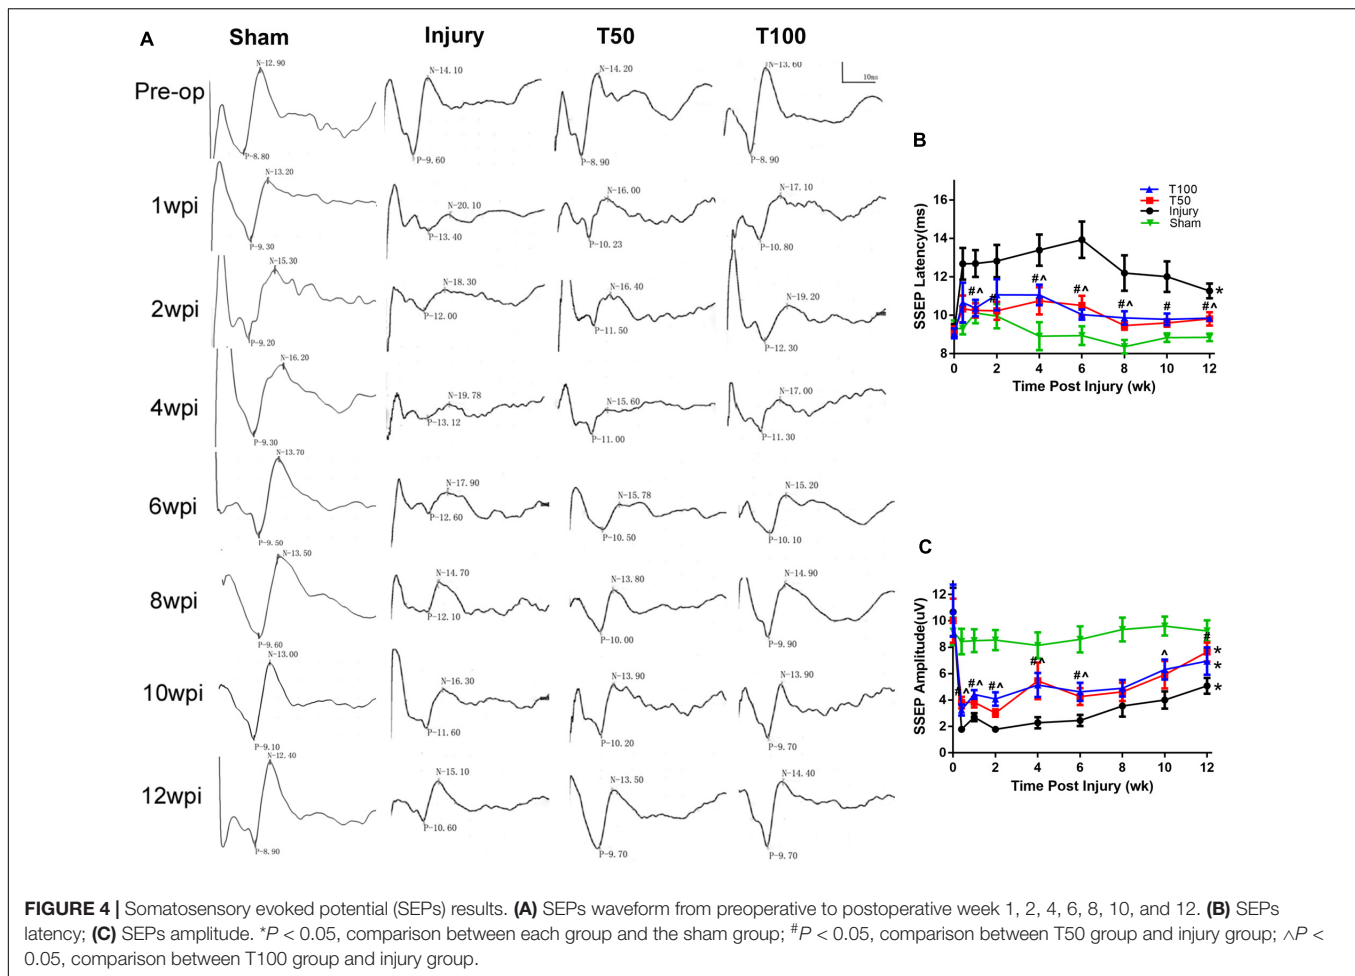 A
Sham Injury T50 T100
Pre-op
N-12.90 N-14.10 N-14.20 N-13.60
10ms
P-8.80 P-9.60 P-8.90 P-8.90
1wpi
N-13.20 N-20.10 N-16.00 N-17.10
P-9.30 P-13.40 P-10.23 P-10.80
2wpi
N-15.30 N-18.30 N-16.40 N-19.20
P-9.20 P-12.00 P-11.50 P-12.30
4wpi
N-16.20 N-19.78 N-15.60 N-17.00
P-9.30 P-13.12 P-11.00 P-11.30
6wpi
N-13.70 N-17.90 N-15.78 N-15.20
P-9.50 P-12.60 P-10.50 P-10.10
8wpi
N-13.50 N-14.70 N-13.80 N-14.90
P-9.60 P-12.10 P-10.00 P-9.90
10wpi
N-13.00 N-16.30 N-13.90 N-13.90
P-9.10 P-11.60 P-10.20 P-9.70
12wpi
N-12.40 N-15.10 N-13.50 N-14.40
P-8.90 P-10.60 P-9.70 P-9.70
B
SSEP Latency(ms)
16
14
12
10
8
T100
T50
Injury
Sham
#^ # #^ #^ #^ # #^ *
0 2 4 6 8 10 12
Time Post Injury (wk)
C
SSEP Amplitude(uV)
12
10
8
6
4
2
0
#^ #^ #^ #^ #^ ^ # * * *
0 2 4 6 8 10 12
Time Post Injury (wk)
FIGURE 4 | Somatosensory evoked potential (SEPs) results. (A) SEPs waveform from preoperative to postoperative week 1, 2, 4, 6, 8, 10, and 12. (B) SEPs
latency; (C) SEPs amplitude. *P < 0.05, comparison between each group and the sham group; #P < 0.05, comparison between T50 group and injury group; ∧P <
0.05, comparison between T100 group and injury group.